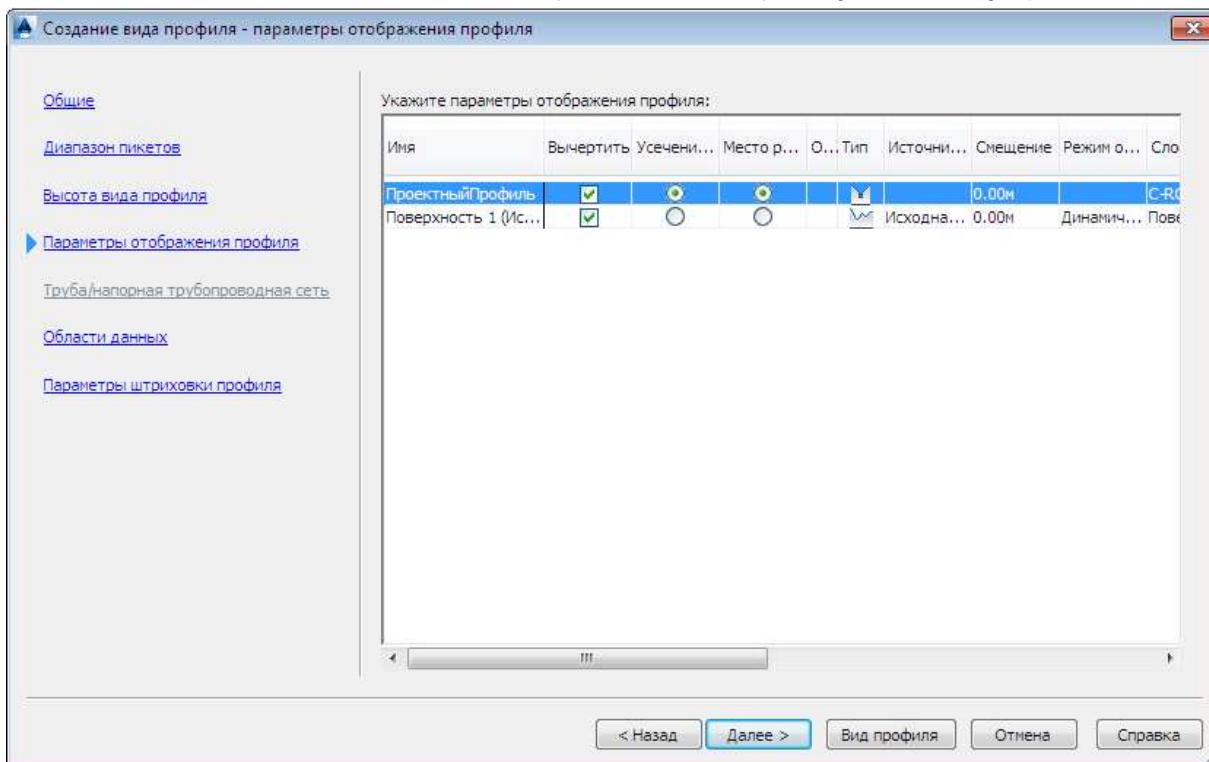 Создание вида профиля - параметры отображения профиля
Общие
Диапазон пикетов
Высота вида профиля
Параметры отображения профиля
Труба/напорная трубопроводная сеть
Области данных
Параметры штриховки профиля
Укажите параметры отображения профиля:
Имя Вычертить Усечени... Место р... О... Тип Источни... Смещение Режим о... Сло
ПроектныйПрофиль 0.00м C-RO
Поверхность 1 (Ис... Исходна... 0.00м Динамич... Пове
< Назад Далее > Вид профиля Отмена Справка